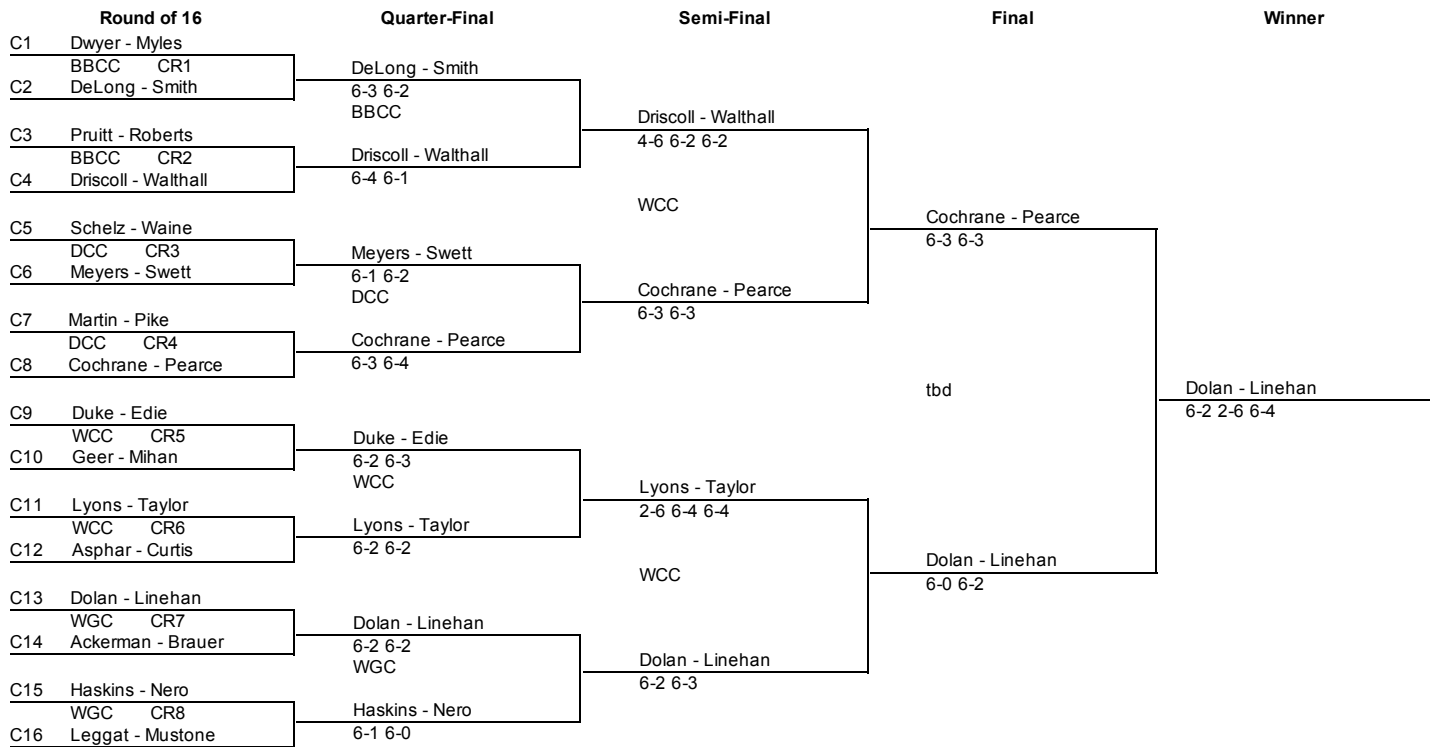 Round of 16 Quarter-Final Semi-Final Final Winner
C1 Dwyer - Myles
BBCC CR1
C2 DeLong - Smith
C3 Pruitt - Roberts
BBCC CR2
C4 Driscoll - Walthall
C5 Schelz - Waine
DCC CR3
C6 Meyers - Swett
C7 Martin - Pike
DCC CR4
C8 Cochrane - Pearce
C9 Duke - Edie
WCC CR5
C10 Geer - Mihan
C11 Lyons - Taylor
WCC CR6
C12 Asphar - Curtis
C13 Dolan - Linehan
WGC CR7
C14 Ackerman - Brauer
C15 Haskins - Nero
WGC CR8
C16 Leggat - Mustone
DeLong - Smith
6-3 6-2
BBCC
Driscoll - Walthall
6-4 6-1
Meyers - Swett
6-1 6-2
DCC
Cochrane - Pearce
6-3 6-4
Duke - Edie
6-2 6-3
WCC
Lyons - Taylor
6-2 6-2
Dolan - Linehan
6-2 6-2
WGC
Haskins - Nero
6-1 6-0
Driscoll - Walthall
4-6 6-2 6-2
WCC
Cochrane - Pearce
6-3 6-3
Lyons - Taylor
2-6 6-4 6-4
WCC
Dolan - Linehan
6-2 6-3
Cochrane - Pearce
6-3 6-3
tbd
Dolan - Linehan
6-0 6-2
Dolan - Linehan
6-2 2-6 6-4